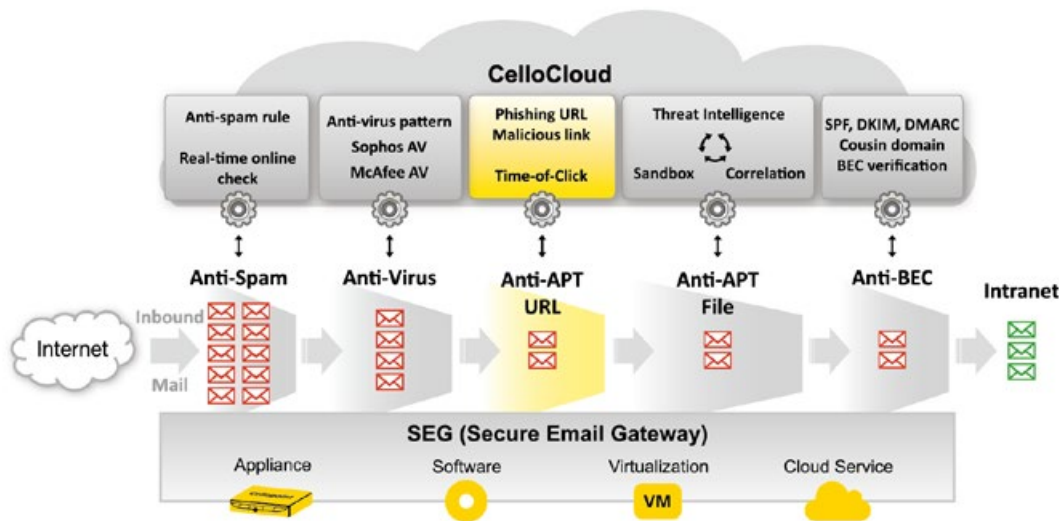 CelloCloud
Anti-spam rule
Real-time online
check
Anti-virus pattern
Sophos AV
McAfee AV
Phishing URL
Malicious link
Time-of-Click
Threat Intelligence
Sandbox
Correlation
SPF, DKIM, DMARC
Cousin domain
BEC verification
Anti-Spam
Anti-Virus
Anti-APT
URL
Anti-APT
File
Anti-BEC
Intranet
Internet
Inbound
Mail
SEG (Secure Email Gateway)
Appliance
Software
Virtualization
Cloud Service
Cellopoint
VM